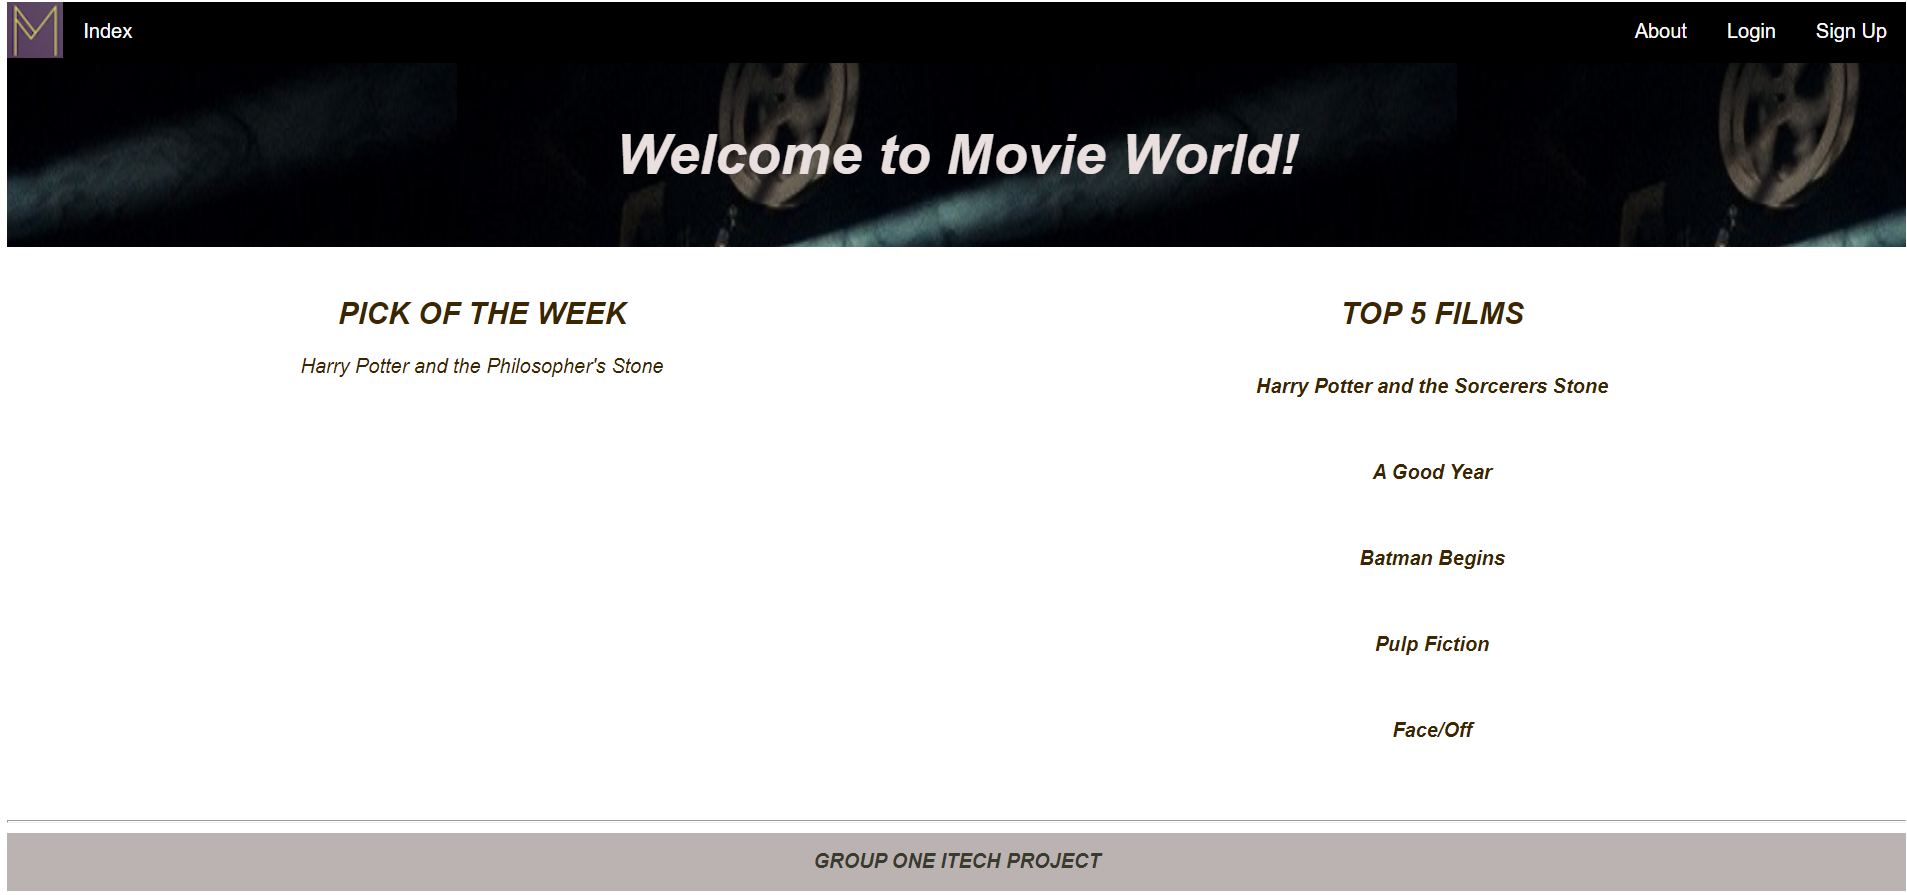 M
Index
About
Login
Sign Up
Welcome to Movie World!
PICK OF THE WEEK
Harry Potter and the Philosopher's Stone
TOP 5 FILMS
Harry Potter and the Sorcerers Stone
A Good Year
Batman Begins
Pulp Fiction
Face/Off
GROUP ONE ITECH PROJECT